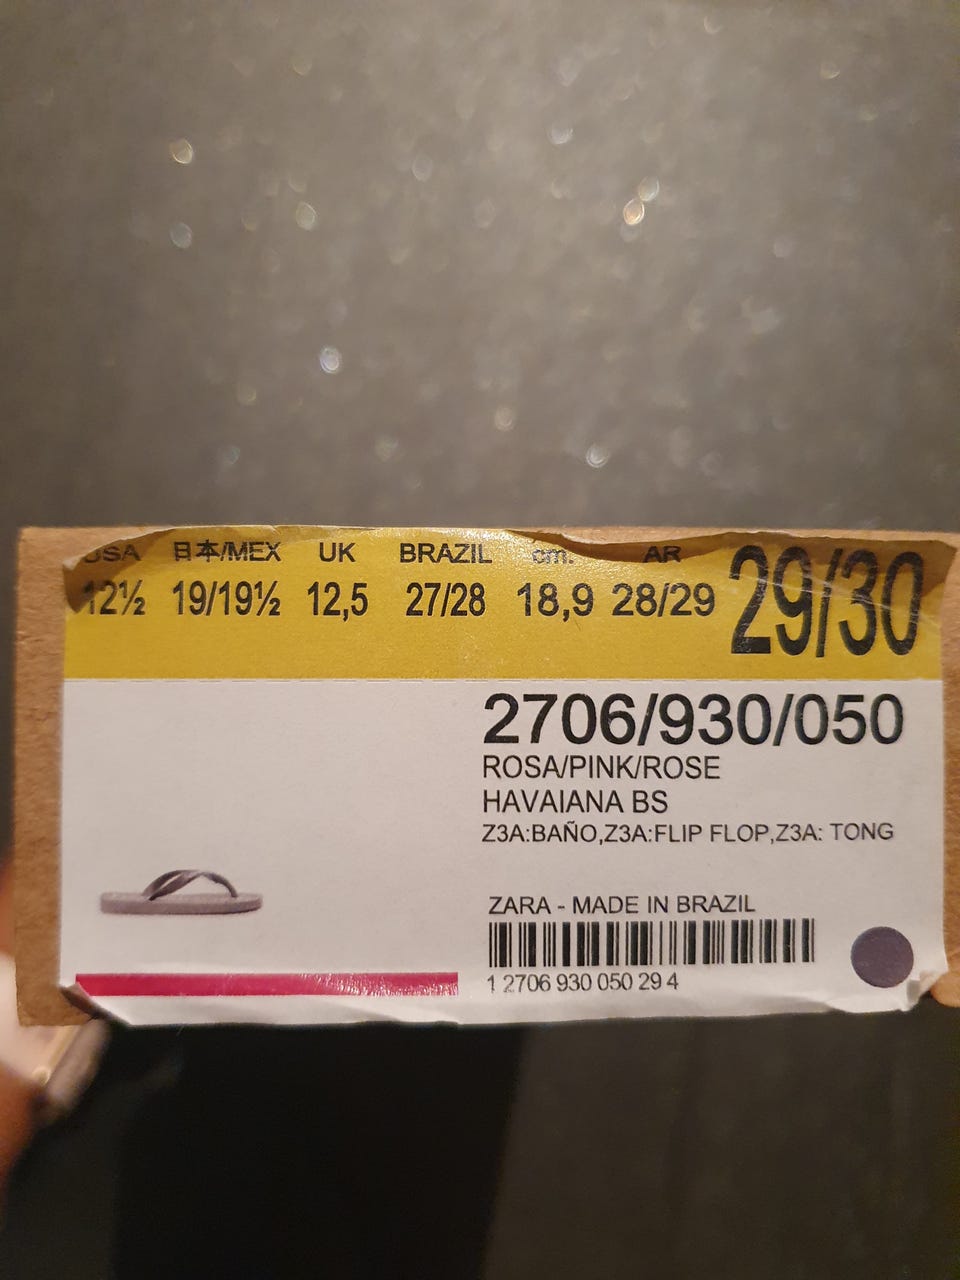 USA 日本/MEX UK BRAZIL cm. AR
12½ 19/19½ 12,5 27/28 18,9 28/29 29/30
2706/930/050
ROSA/PINK/ROSE
HAVAIANA BS
Z3A:BAÑO,Z3A:FLIP FLOP,Z3A: TONG
ZARA - MADE IN BRAZIL
1 2706 930 050 29 4